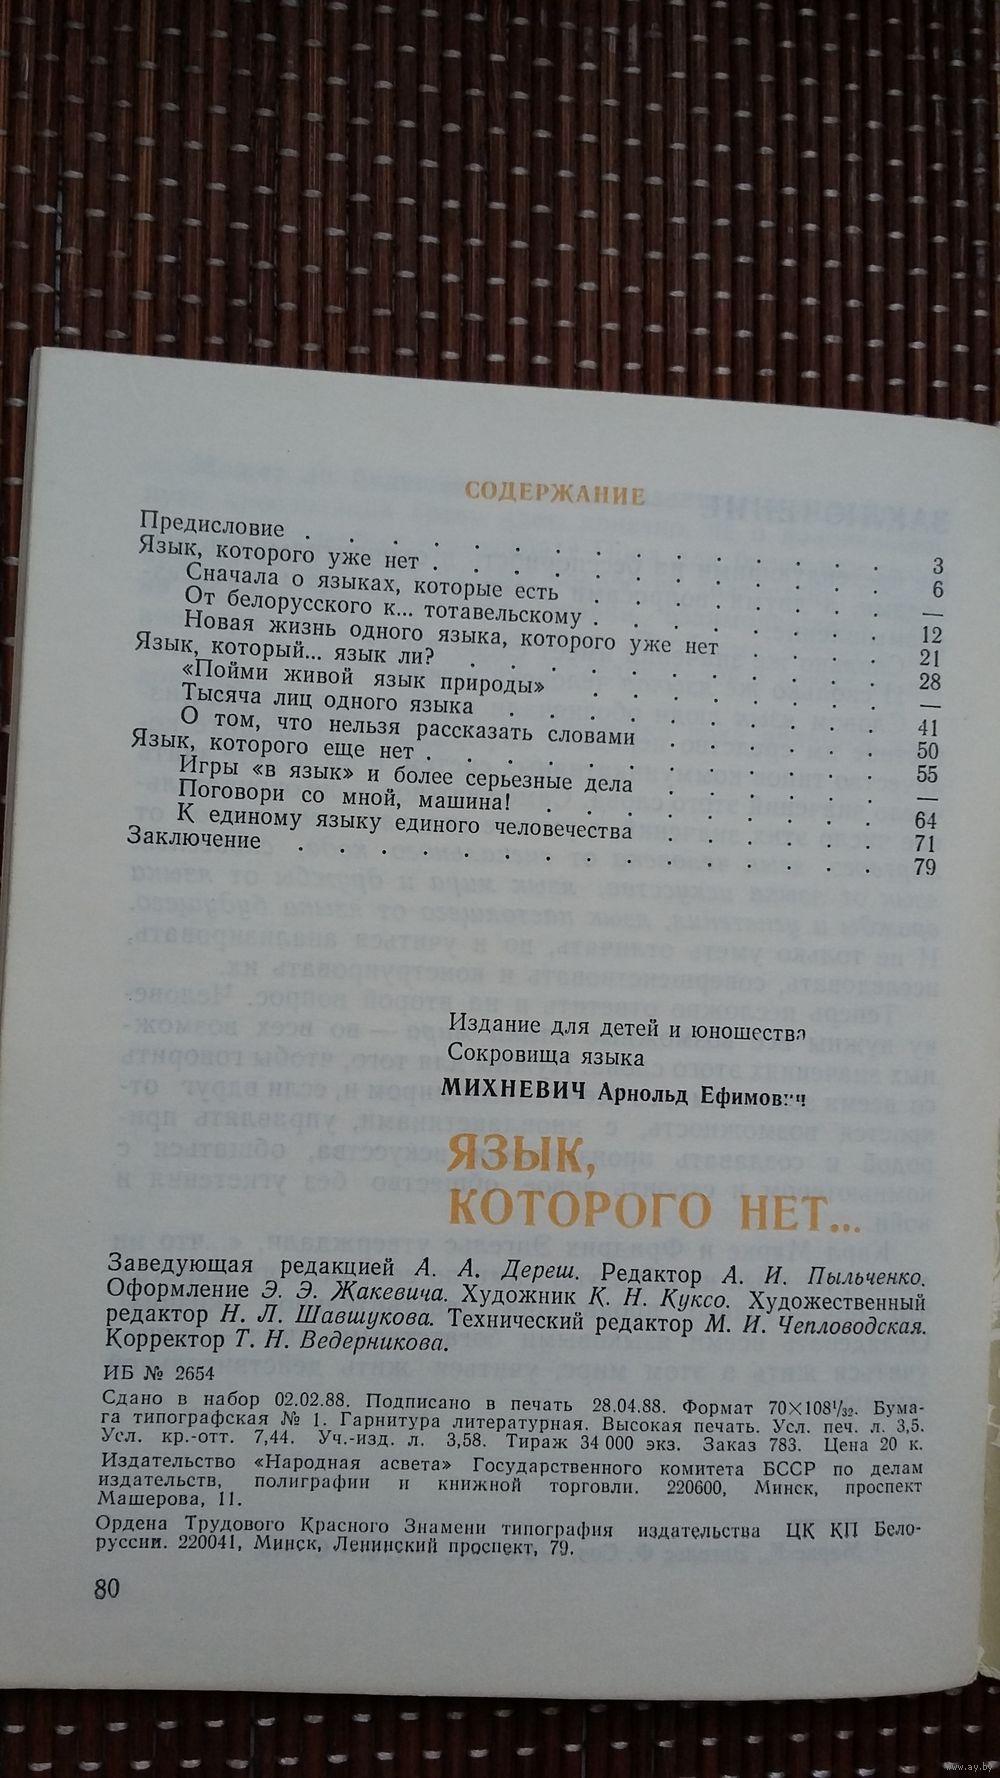 СОДЕРЖАНИЕ
Предисловие . . . . . . . . . . . . . . . 3
Язык, которого уже нет . . . . . . . . . . . . 6
Сначала о языках, которые есть . . . . . . . . —
От белорусского к... тотавельскому . . . . . . . 12
Новая жизнь одного языка, которого уже нет . . . . 21
Язык, который... язык ли? . . . . . . . . . . . 28
«Пойми живой язык природы» . . . . . . . . —
Тысяча лиц одного языка . . . . . . . . . . 41
О том, что нельзя рассказать словами . . . . . . 50
Язык, которого еще нет . . . . . . . . . . . . 55
Игры «в язык» и более серьезные дела . . . . . . —
Поговори со мной, машина! . . . . . . . . . 64
К единому языку единого человечества . . . . . . 71
Заключение . . . . . . . . . . . . . . . 79
Издание для детей и юношества
Сокровища языка
МИХНЕВИЧ Арнольд Ефимович
ЯЗЫК,
КОТОРОГО НЕТ...
Заведующая редакцией А. А. Дереш. Редактор А. И. Пыльченко.
Оформление Э. Э. Жакевича. Художник К. Н. Куксо. Художественный
редактор Н. Л. Шавшукова. Технический редактор М. И. Чепловодская.
Корректор Т. Н. Ведерникова.
ИБ № 2654
Сдано в набор 02.02.88. Подписано в печать 28.04.88. Формат 70×108¹/₃₂. Бума-
га типографская № 1. Гарнитура литературная. Высокая печать. Усл. печ. л. 3,5.
Усл. кр.-отт. 7,44. Уч.-изд. л. 3,58. Тираж 34 000 экз. Заказ 783. Цена 20 к.
Издательство «Народная асвета» Государственного комитета БССР по делам
издательств, полиграфии и книжной торговли. 220600, Минск, проспект
Машерова, 11.
Ордена Трудового Красного Знамени типография издательства ЦК КП Бело-
руссии. 220041, Минск, Ленинский проспект, 79.
80
www.ay.by